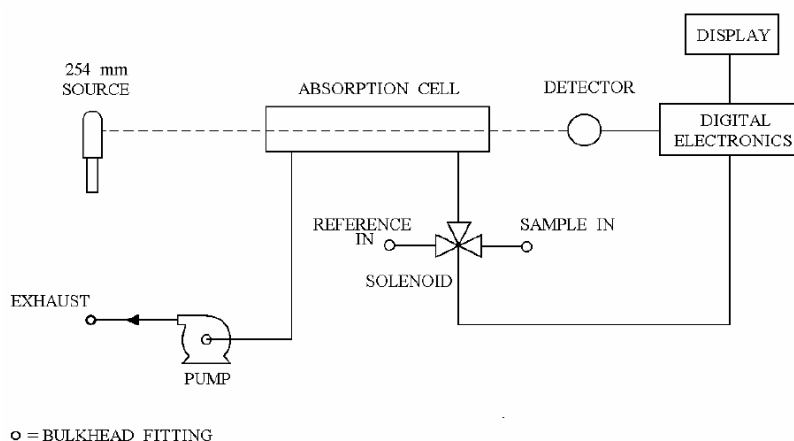 DISPLAY
254 mm
SOURCE
ABSORPTION CELL
DETECTOR
DIGITAL
ELECTRONICS
REFERENCE
IN
SAMPLE IN
SOLENOID
EXHAUST
PUMP
o = BULKHEAD FITTING